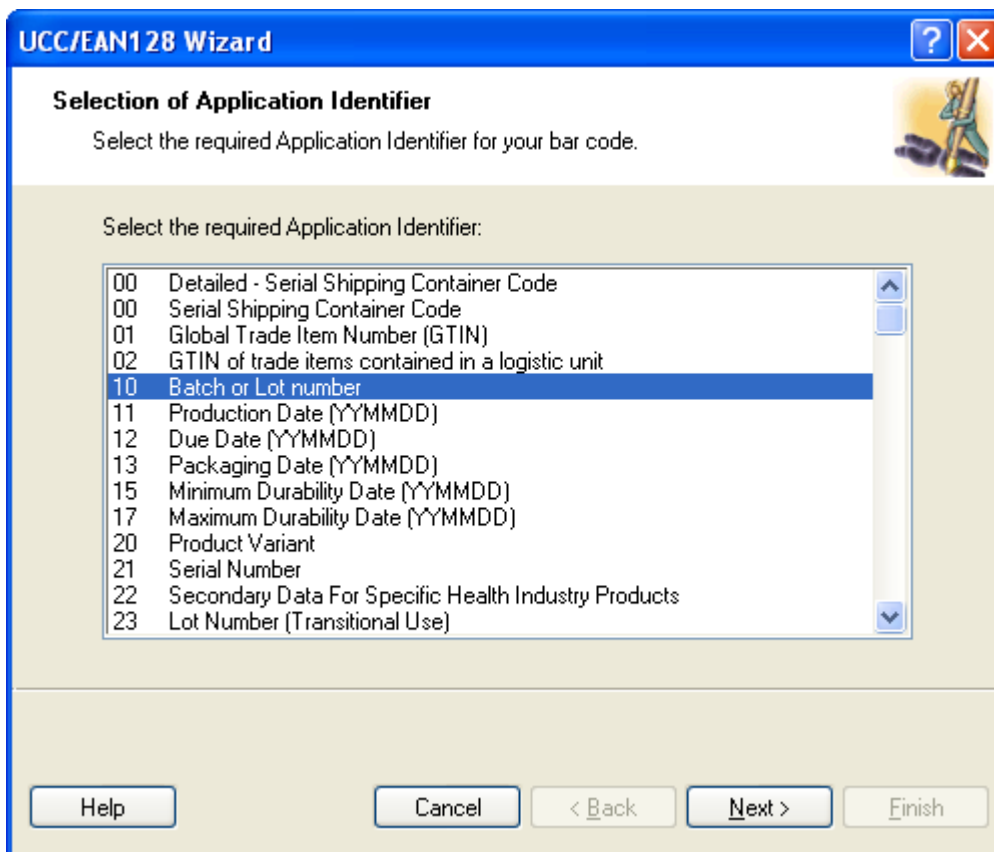 UCC/EAN128 Wizard
Selection of Application Identifier
Select the required Application Identifier for your bar code.
Select the required Application Identifier:
00 Detailed - Serial Shipping Container Code
00 Serial Shipping Container Code
01 Global Trade Item Number (GTIN)
02 GTIN of trade items contained in a logistic unit
10 Batch or Lot number
11 Production Date (YYMMDD)
12 Due Date (YYMMDD)
13 Packaging Date (YYMMDD)
15 Minimum Durability Date (YYMMDD)
17 Maximum Durability Date (YYMMDD)
20 Product Variant
21 Serial Number
22 Secondary Data For Specific Health Industry Products
23 Lot Number (Transitional Use)
Help Cancel < Back Next > Finish